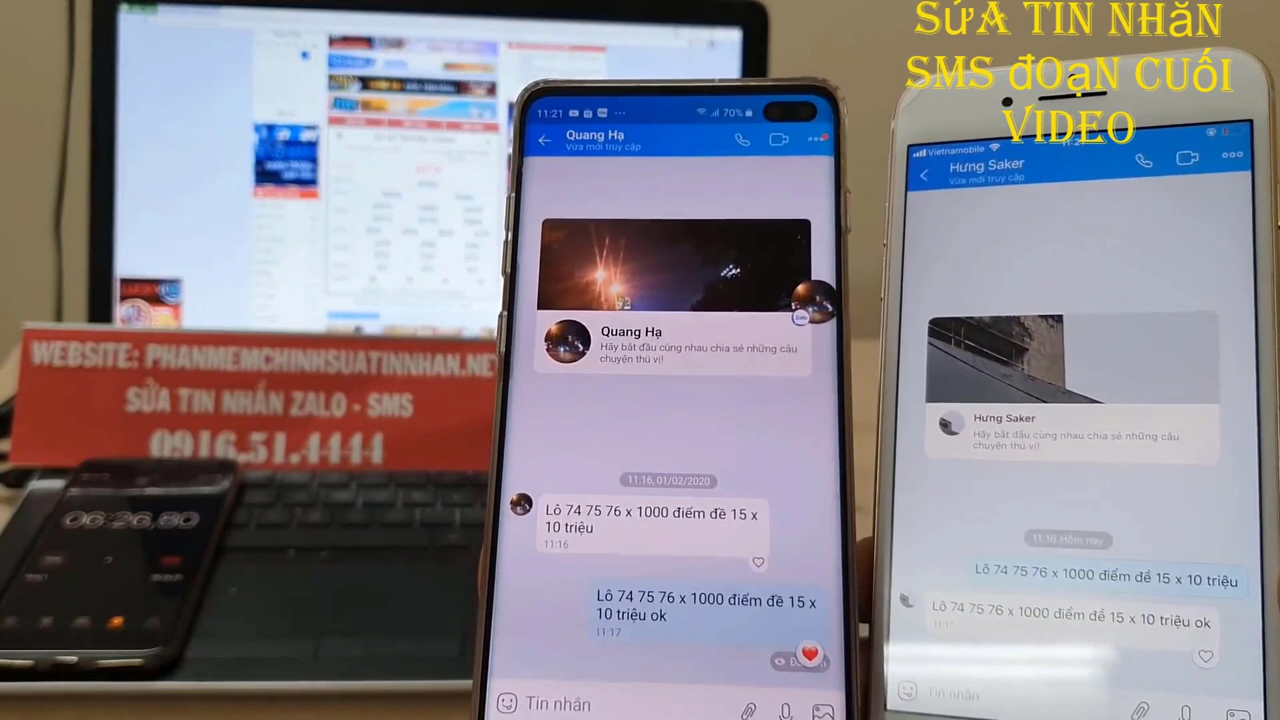 SỬA TIN NHẮN
SMS ĐOẠN CUỐI
VIDEO
WEBSITE: PHANMEMCHINHSUATINNHAN.NET
SỬA TIN NHẮN ZALO - SMS
0916.51.4444
06:26,80
11:21
70%
Quang Hạ
Vừa mới truy cập
Quang Hạ
Hãy bắt đầu cùng nhau chia sẻ những câu
chuyện thú vị!
Zalo
11:16, 01/02/2020
Lô 74 75 76 x 1000 điểm đề 15 x
10 triệu
11:16
Lô 74 75 76 x 1000 điểm đề 15 x
10 triệu ok
11:17
Tin nhắn
Vietnamobile
Hưng Saker
Vừa mới truy cập
Hưng Saker
Hãy bắt đầu cùng nhau chia sẻ những câu
chuyện thú vị!
11:16 Hôm nay
Lô 74 75 76 x 1000 điểm đề 15 x 10 triệu
Lô 74 75 76 x 1000 điểm đề 15 x 10 triệu ok
Tin nhắn